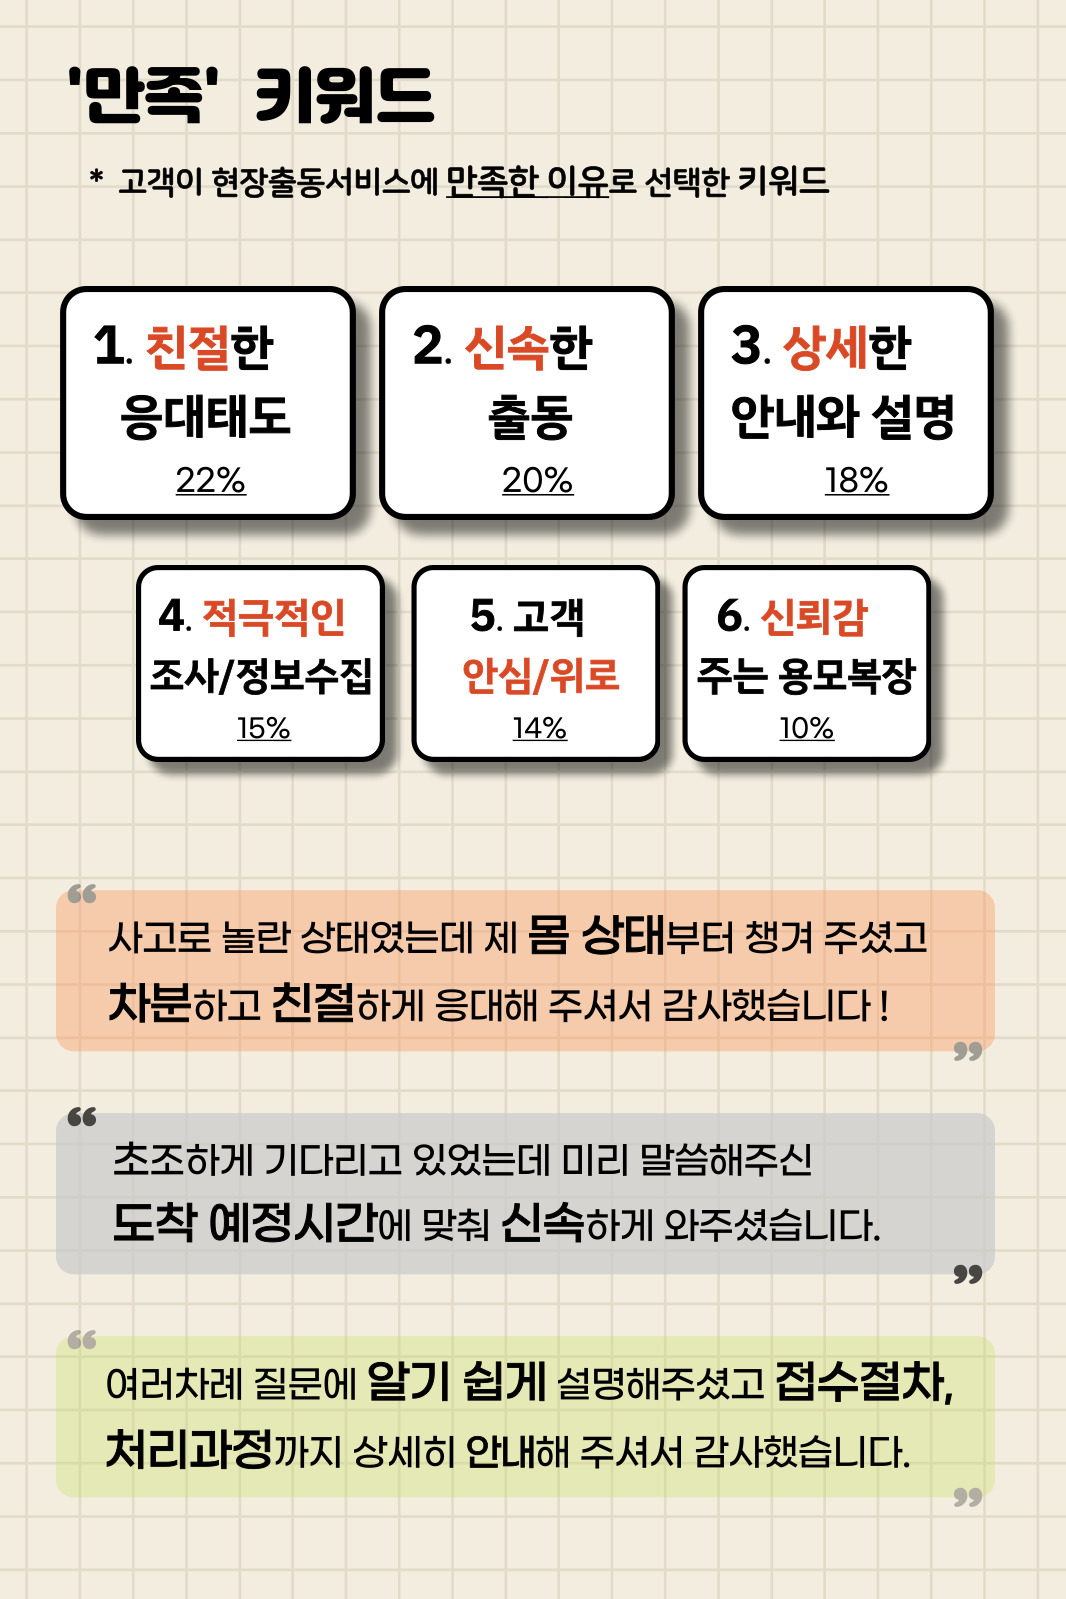 '만족' 키워드
* 고객이 현장출동서비스에 만족한 이유로 선택한 키워드
1. 친절한
응대태도
22%
2. 신속한
출동
20%
3. 상세한
안내와 설명
18%
4. 적극적인
조사/정보수집
15%
5. 고객
안심/위로
14%
6. 신뢰감
주는 용모복장
10%
“
사고로 놀란 상태였는데 제 몸 상태부터 챙겨 주셨고
차분하고 친절하게 응대해 주셔서 감사했습니다 !
”
“
초조하게 기다리고 있었는데 미리 말씀해주신
도착 예정시간에 맞춰 신속하게 와주셨습니다.
”
“
여러차례 질문에 알기 쉽게 설명해주셨고 접수절차,
처리과정까지 상세히 안내해 주셔서 감사했습니다.
”